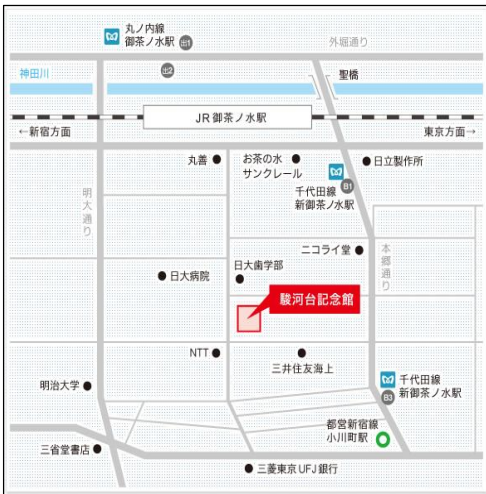 丸ノ内線
御茶ノ水駅
出1
外堀通り
出2
神田川
聖橋
JR御茶ノ水駅
←新宿方面
東京方面→
丸善
お茶の水
サンクレール
日立製作所
千代田線
新御茶ノ水駅
B1
明大通り
ニコライ堂
本郷通り
日大歯学部
日大病院
駿河台記念館
NTT
三井住友海上
明治大学
千代田線
新御茶ノ水駅
B3
都営新宿線
小川町駅
三省堂書店
三菱東京UFJ銀行